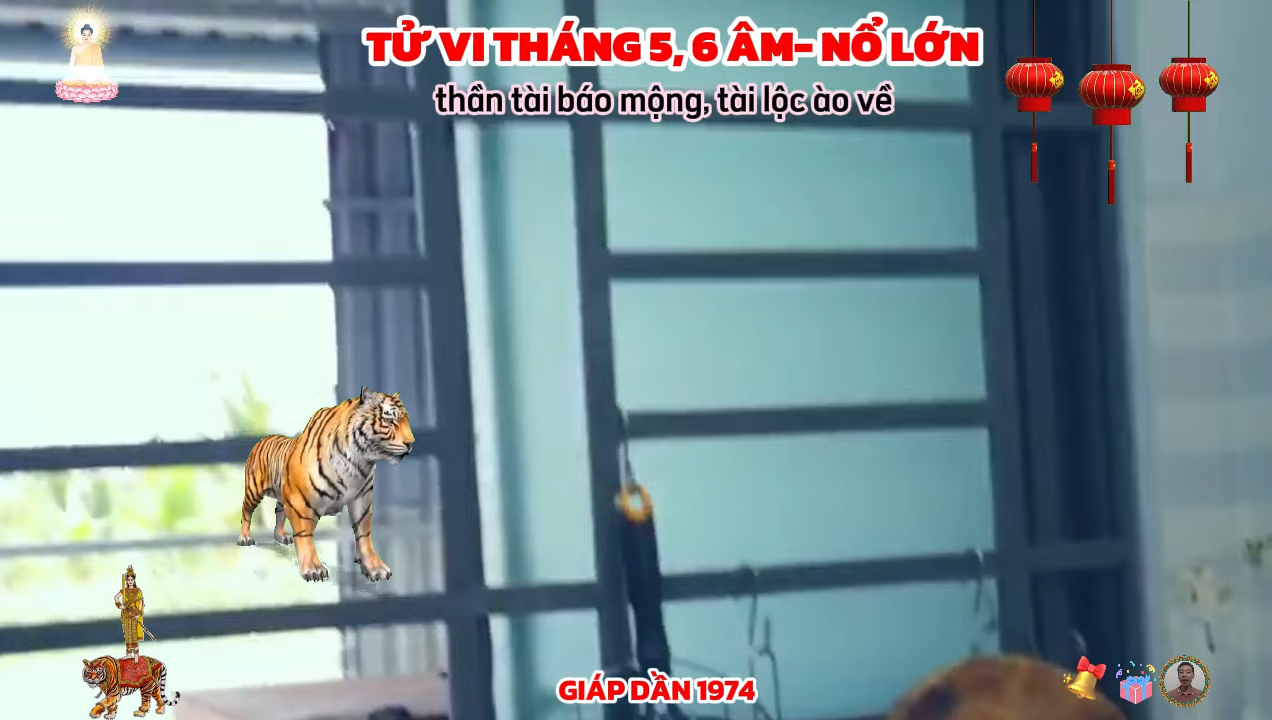 TỬ VI THÁNG 5, 6 ÂM- NỔ LỚN
thần tài báo mộng, tài lộc ào về
GIÁP DẦN 1974